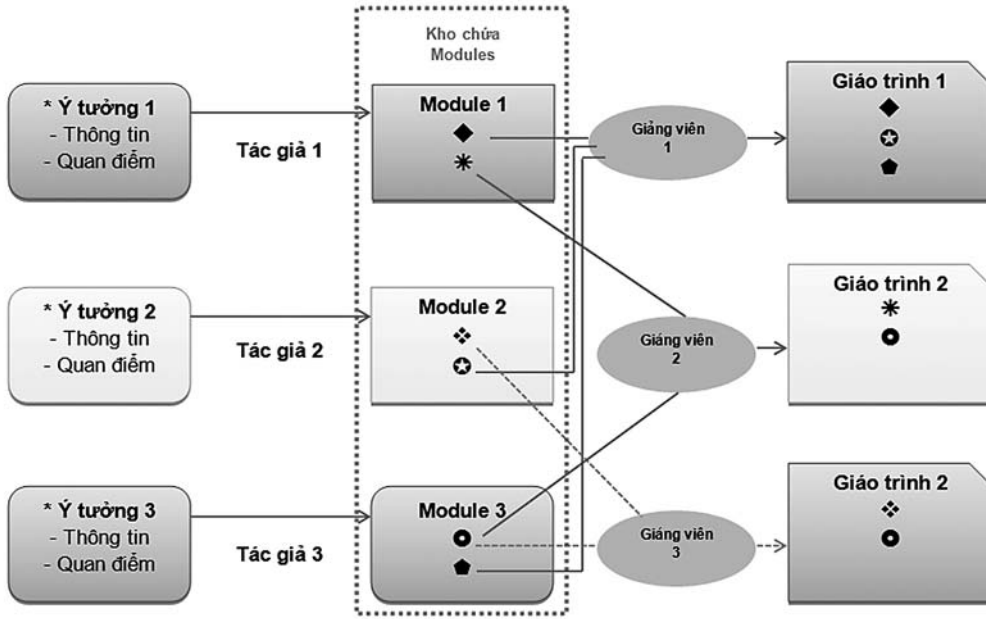 Kho chứa
Modules
* Ý tưởng 1
- Thông tin
- Quan điểm
Tác giả 1
Module 1
Giảng viên
1
Giáo trình 1
* Ý tưởng 2
- Thông tin
- Quan điểm
Tác giả 2
Module 2
Giảng viên
2
Giáo trình 2
* Ý tưởng 3
- Thông tin
- Quan điểm
Tác giả 3
Module 3
Giảng viên
3
Giáo trình 2